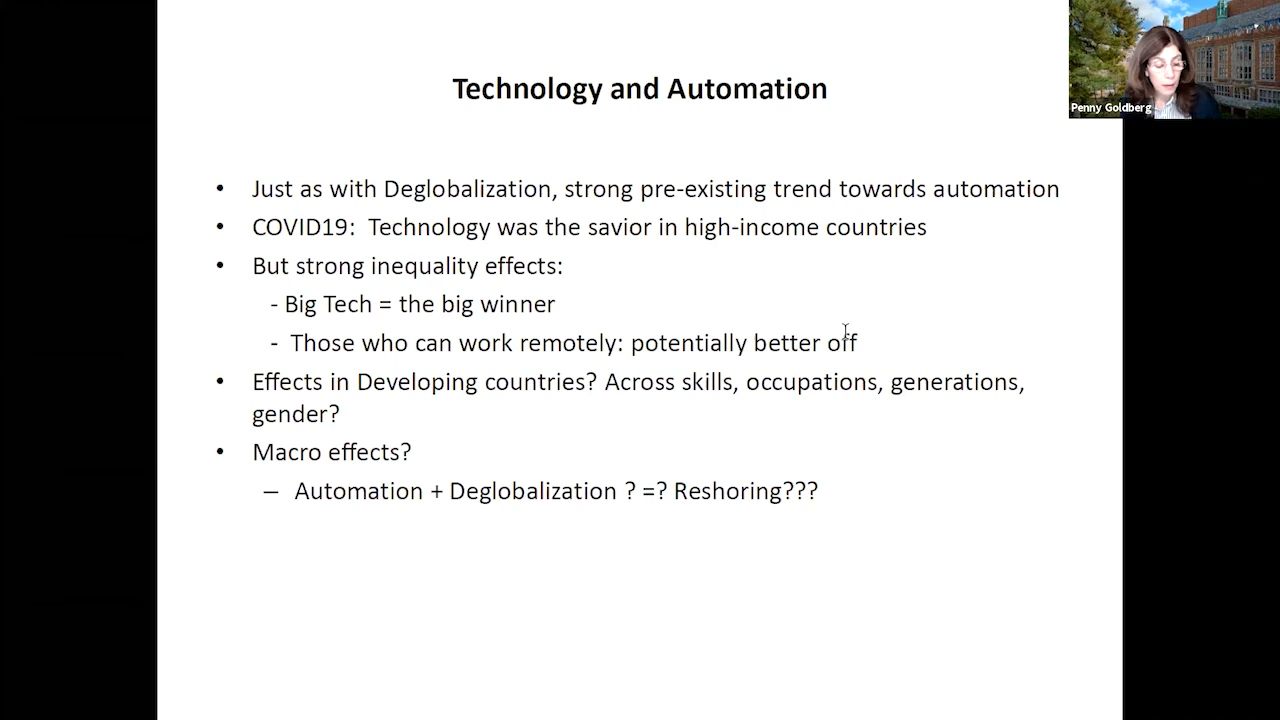 Technology and Automation
Penny Goldberg
• Just as with Deglobalization, strong pre-existing trend towards automation
• COVID19:  Technology was the savior in high-income countries
• But strong inequality effects:
- Big Tech = the big winner
-  Those who can work remotely: potentially better off
• Effects in Developing countries? Across skills, occupations, generations,
gender?
• Macro effects?
– Automation + Deglobalization ? =? Reshoring???